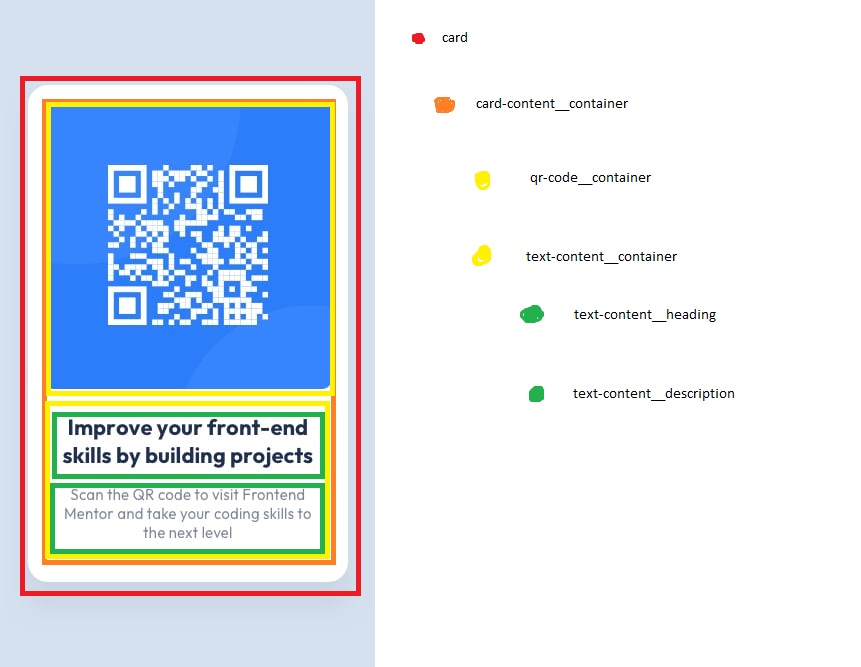 card
card-content__container
qr-code__container
text-content__container
text-content__heading
text-content__description
Improve your front-end
skills by building projects
Scan the QR code to visit Frontend
Mentor and take your coding skills to
the next level